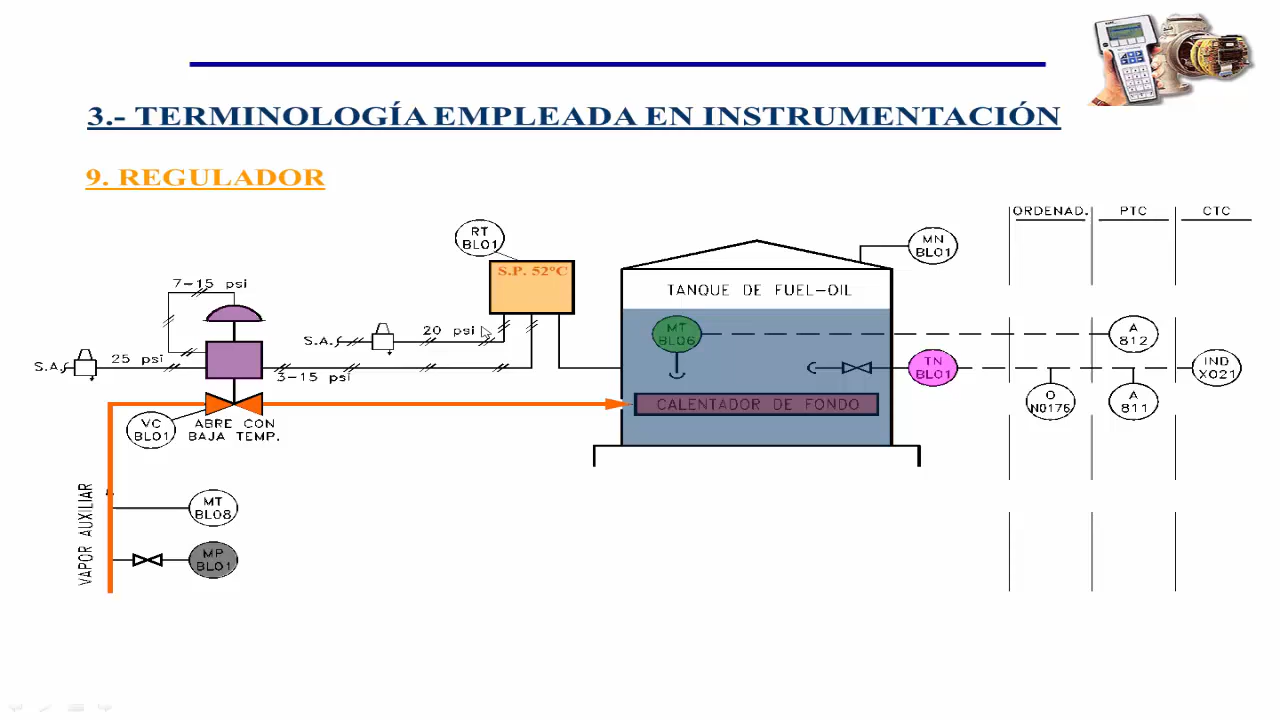 3.- TERMINOLOGÍA EMPLEADA EN INSTRUMENTACIÓN
9. REGULADOR
ORDENAD.
PTC
CTC
RT
BL01
MN
BL01
S.P. 52ºC
7-15 psi
TANQUE DE FUEL-OIL
20 psi
S.A.
MT
BL06
A
812
S.A.
25 psi
3-15 psi
TN
BL01
IND
X021
O
N0176
A
811
CALENTADOR DE FONDO
VC
BL01
ABRE CON
BAJA TEMP.
VAPOR AUXILIAR
MT
BL08
MP
BL01